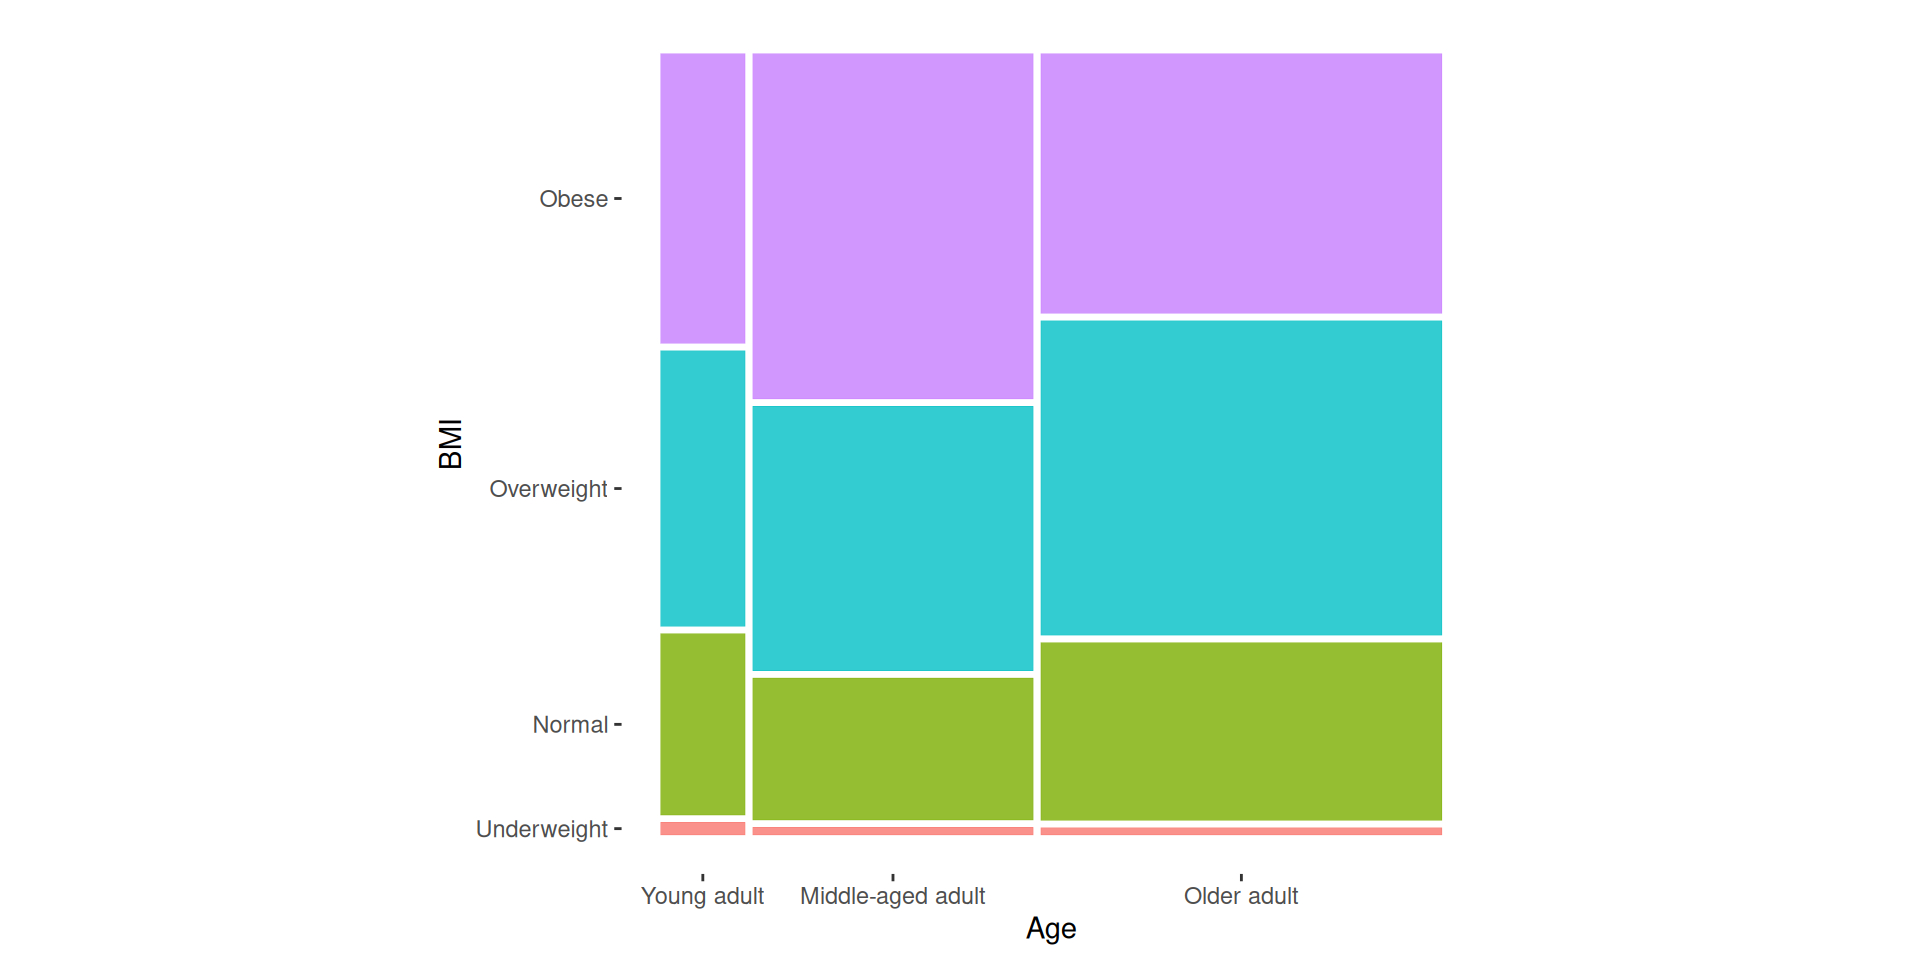 Obese
BMI
Overweight
Normal
Underweight
Young adult Middle-aged adult Older adult
Age